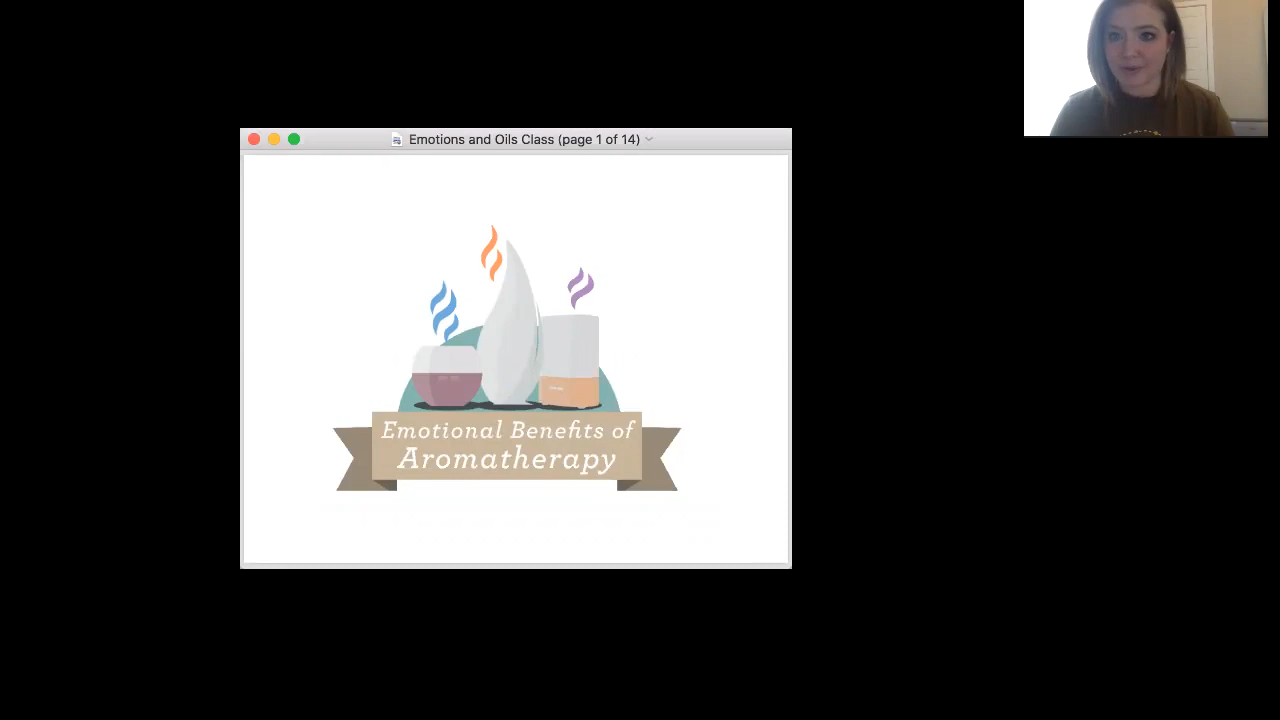 Emotions and Oils Class (page 1 of 14)
Emotional Benefits of
Aromatherapy